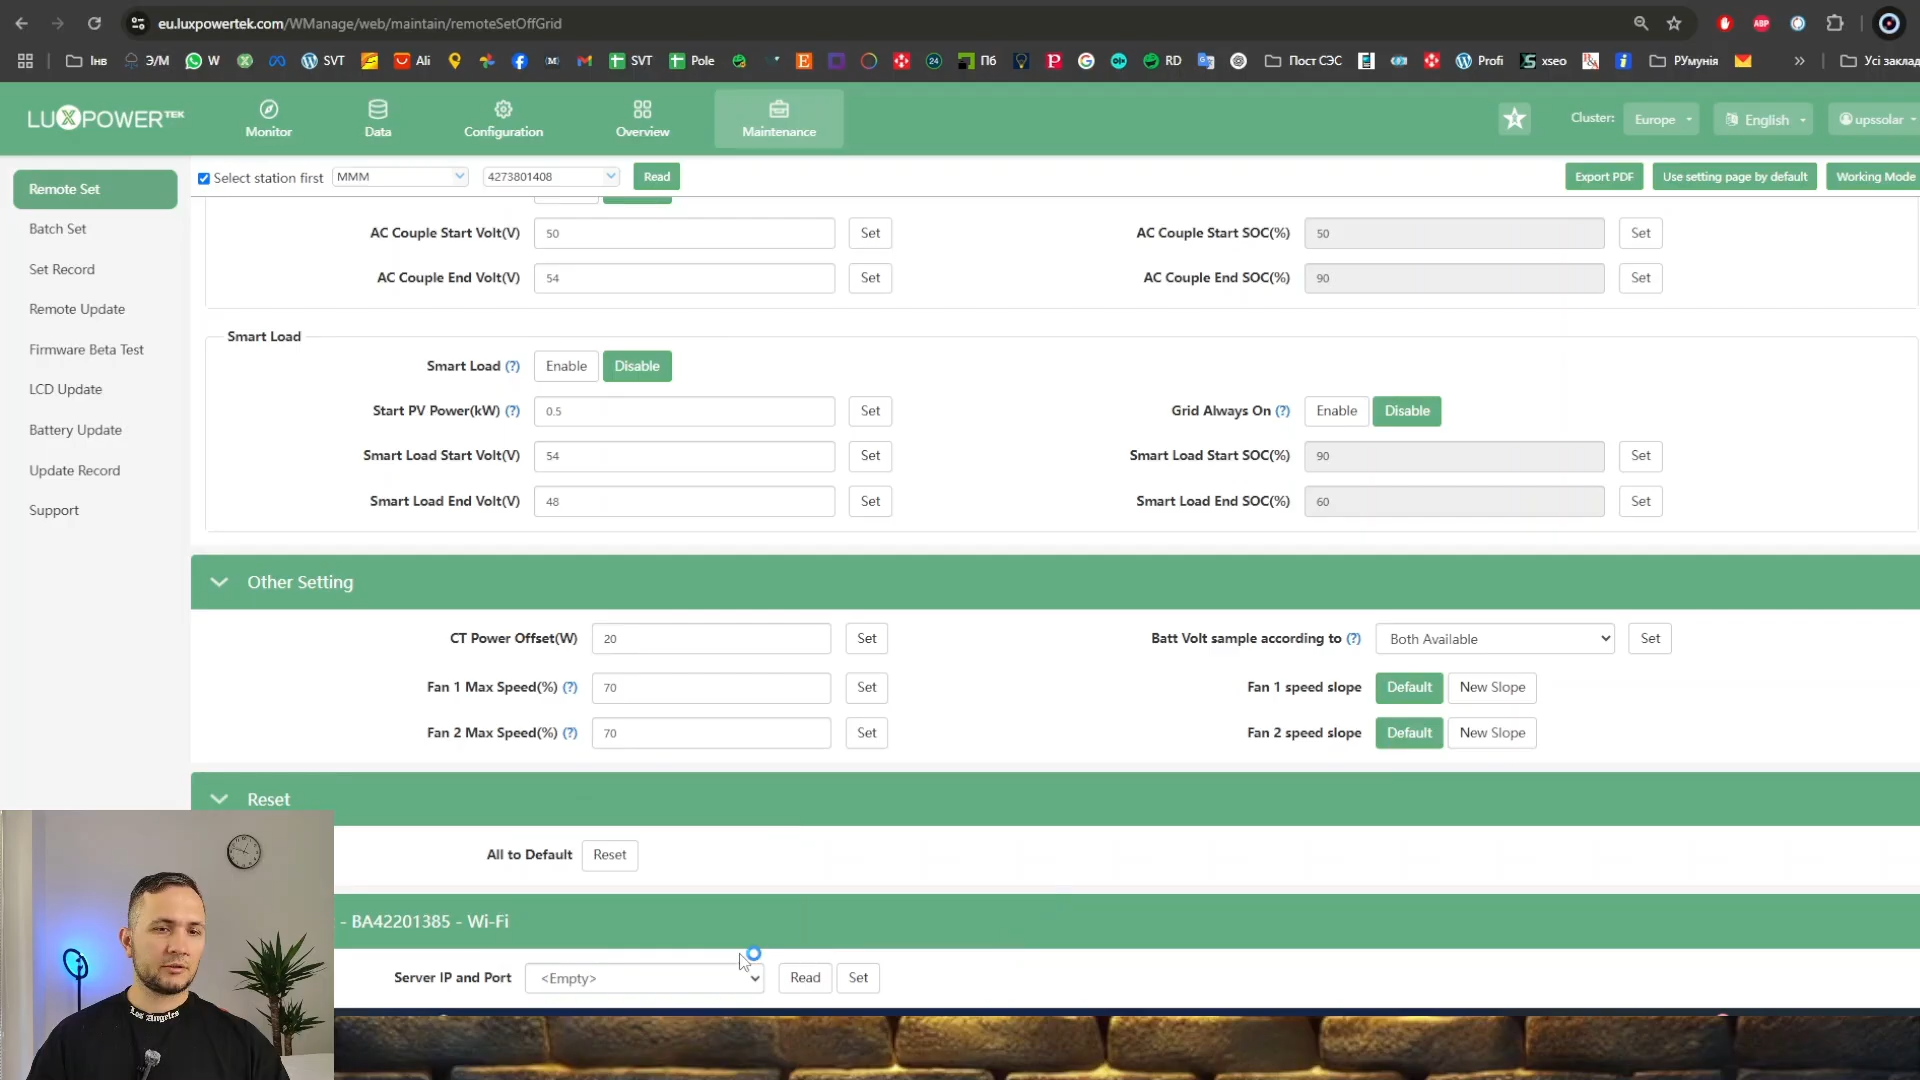 eu.luxpowertek.com/WManage/web/maintain/remoteSetOffGrid
ABP
Інв
Э/М
W
SVT
Ali
SVT
Pole
24
П6
RD
Пост СЭС
Profi
xseo
РУмунія
»
Усі заклад
LUXPOWERTEK
Monitor
Data
Configuration
Overview
Maintenance
Cluster:
Europe
English
upssolar
Remote Set
Batch Set
Set Record
Remote Update
Firmware Beta Test
LCD Update
Battery Update
Update Record
Support
Select station first
MMM
4273801408
Read
Export PDF
Use setting page by default
Working Mode
AC Couple Start Volt(V) 50 Set
AC Couple Start SOC(%) 50 Set
AC Couple End Volt(V) 54 Set
AC Couple End SOC(%) 90 Set
Smart Load
Smart Load (?) Enable Disable
Start PV Power(kW) (?) 0.5 Set
Grid Always On (?) Enable Disable
Smart Load Start Volt(V) 54 Set
Smart Load Start SOC(%) 90 Set
Smart Load End Volt(V) 48 Set
Smart Load End SOC(%) 60 Set
Other Setting
CT Power Offset(W) 20 Set
Batt Volt sample according to (?) Both Available Set
Fan 1 Max Speed(%) (?) 70 Set
Fan 1 speed slope Default New Slope
Fan 2 Max Speed(%) (?) 70 Set
Fan 2 speed slope Default New Slope
Reset
All to Default Reset
- BA42201385 - Wi-Fi
Server IP and Port <Empty> Read Set
Los Angeles